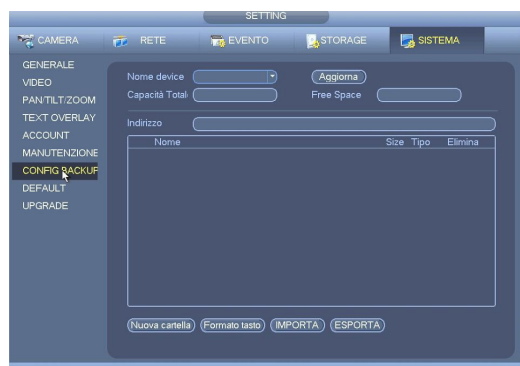 SETTING
CAMERA RETE EVENTO STORAGE SISTEMA
GENERALE
VIDEO
PAN/TILT/ZOOM
TEXT OVERLAY
ACCOUNT
MANUTENZIONE
CONFIG BACKUP
DEFAULT
UPGRADE
Nome device Aggiorna
Capacità Total Free Space
Indirizzo
Nome Size Tipo Elimina
Nuova cartella Formato tasto IMPORTA ESPORTA